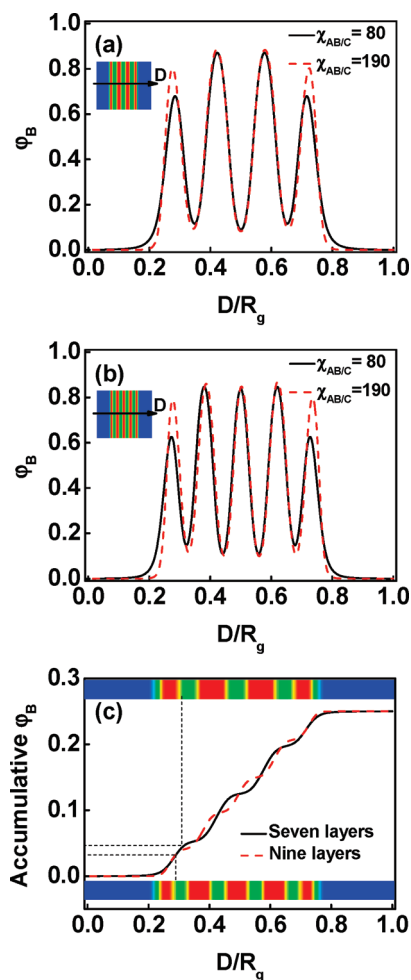 (a)
χAB/C= 80
χAB/C=190
D
φB
1.0
0.8
0.6
0.4
0.2
0.0
0.0 0.2 0.4 0.6 0.8 1.0
D/Rg
(b)
χAB/C= 80
χAB/C=190
D
φB
1.0
0.8
0.6
0.4
0.2
0.0
0.0 0.2 0.4 0.6 0.8 1.0
D/Rg
(c)
Accumulative φB
0.3
0.2
0.1
0.0
Seven layers
Nine layers
0.0 0.2 0.4 0.6 0.8 1.0
D/Rg